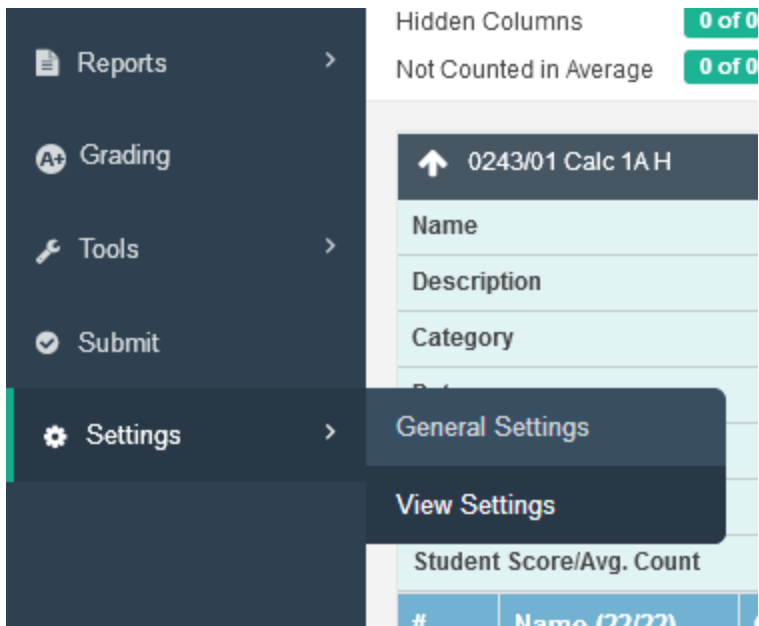 Hidden Columns 0 of 0
Reports
Not Counted in Average 0 of 0
A+ Grading
0243/01 Calc 1A H
Name
Tools
Description
Submit
Category
Settings
General Settings
View Settings
Student Score/Avg. Count
# Name (22/22)